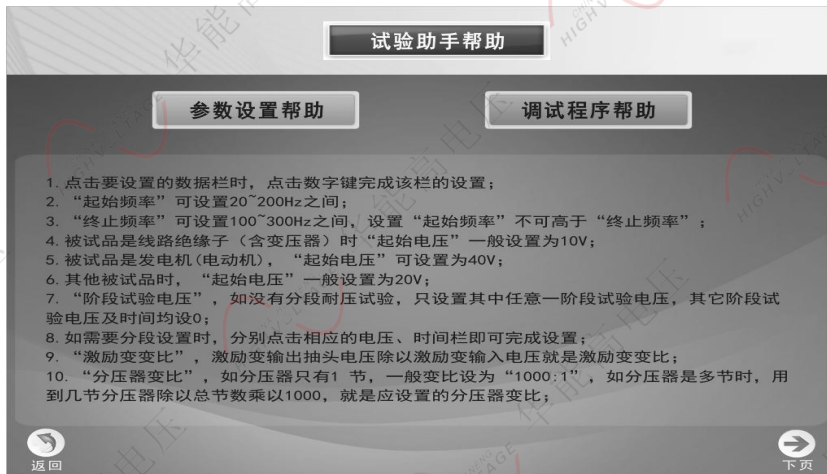 试验助手帮助
参数设置帮助
调试程序帮助
1. 点击要设置的数据栏时，点击数字键完成该栏的设置；
2. “起始频率”可设置20~200Hz之间；
3. “终止频率”可设置100~300Hz之间，设置“起始频率”不可高于“终止频率”；
4. 被试品是线路绝缘子（含变压器）时“起始电压”一般设置为10V；
5. 被试品是发电机(电动机)，“起始电压”可设置为40V；
6. 其他被试品时，“起始电压”一般设置为20V；
7. “阶段试验电压”，如没有分段耐压试验，只设置其中任意一阶段试验电压，其它阶段试
验电压及时间均设0；
8. 如需要分段设置时，分别点击相应的电压、时间栏即可完成设置；
9. “激励变变比”，激励变输出抽头电压除以激励变输入电压就是激励变变比；
10. “分压器变比”，如分压器只有1 节，一般变比设为“1000:1”，如分压器是多节时，用
到几节分压器除以总节数乘以1000，就是应设置的分压器变比；
返回
下页
华能高电压
HIGH VOLTAGE